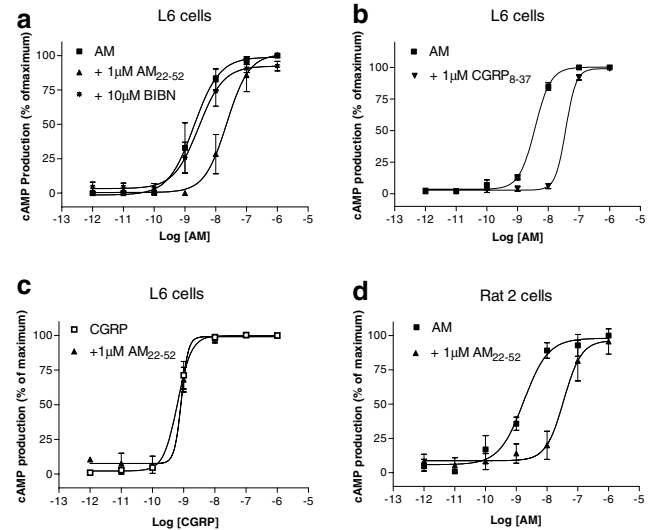 a
L6 cells
cAMP Production (% ofmaximum)
100
75
50
25
0
AM
+ 1μM AM22-52
+ 10μM BIBN
-13 -12 -11 -10 -9 -8 -7 -6 -5
Log [AM]
b
L6 cells
cAMP Production (% ofmaximum)
100
75
50
25
0
AM
+ 1μM CGRP8-37
-13 -12 -11 -10 -9 -8 -7 -6 -5
Log [AM]
c
L6 cells
cAMP production (% of maximum)
100
75
50
25
0
CGRP
+1μM AM22-52
-13 -12 -11 -10 -9 -8 -7 -6 -5
Log [CGRP]
d
Rat 2 cells
cAMP production (% of maximum)
100
75
50
25
0
AM
+ 1μM AM22-52
-13 -12 -11 -10 -9 -8 -7 -6 -5
Log [AM]